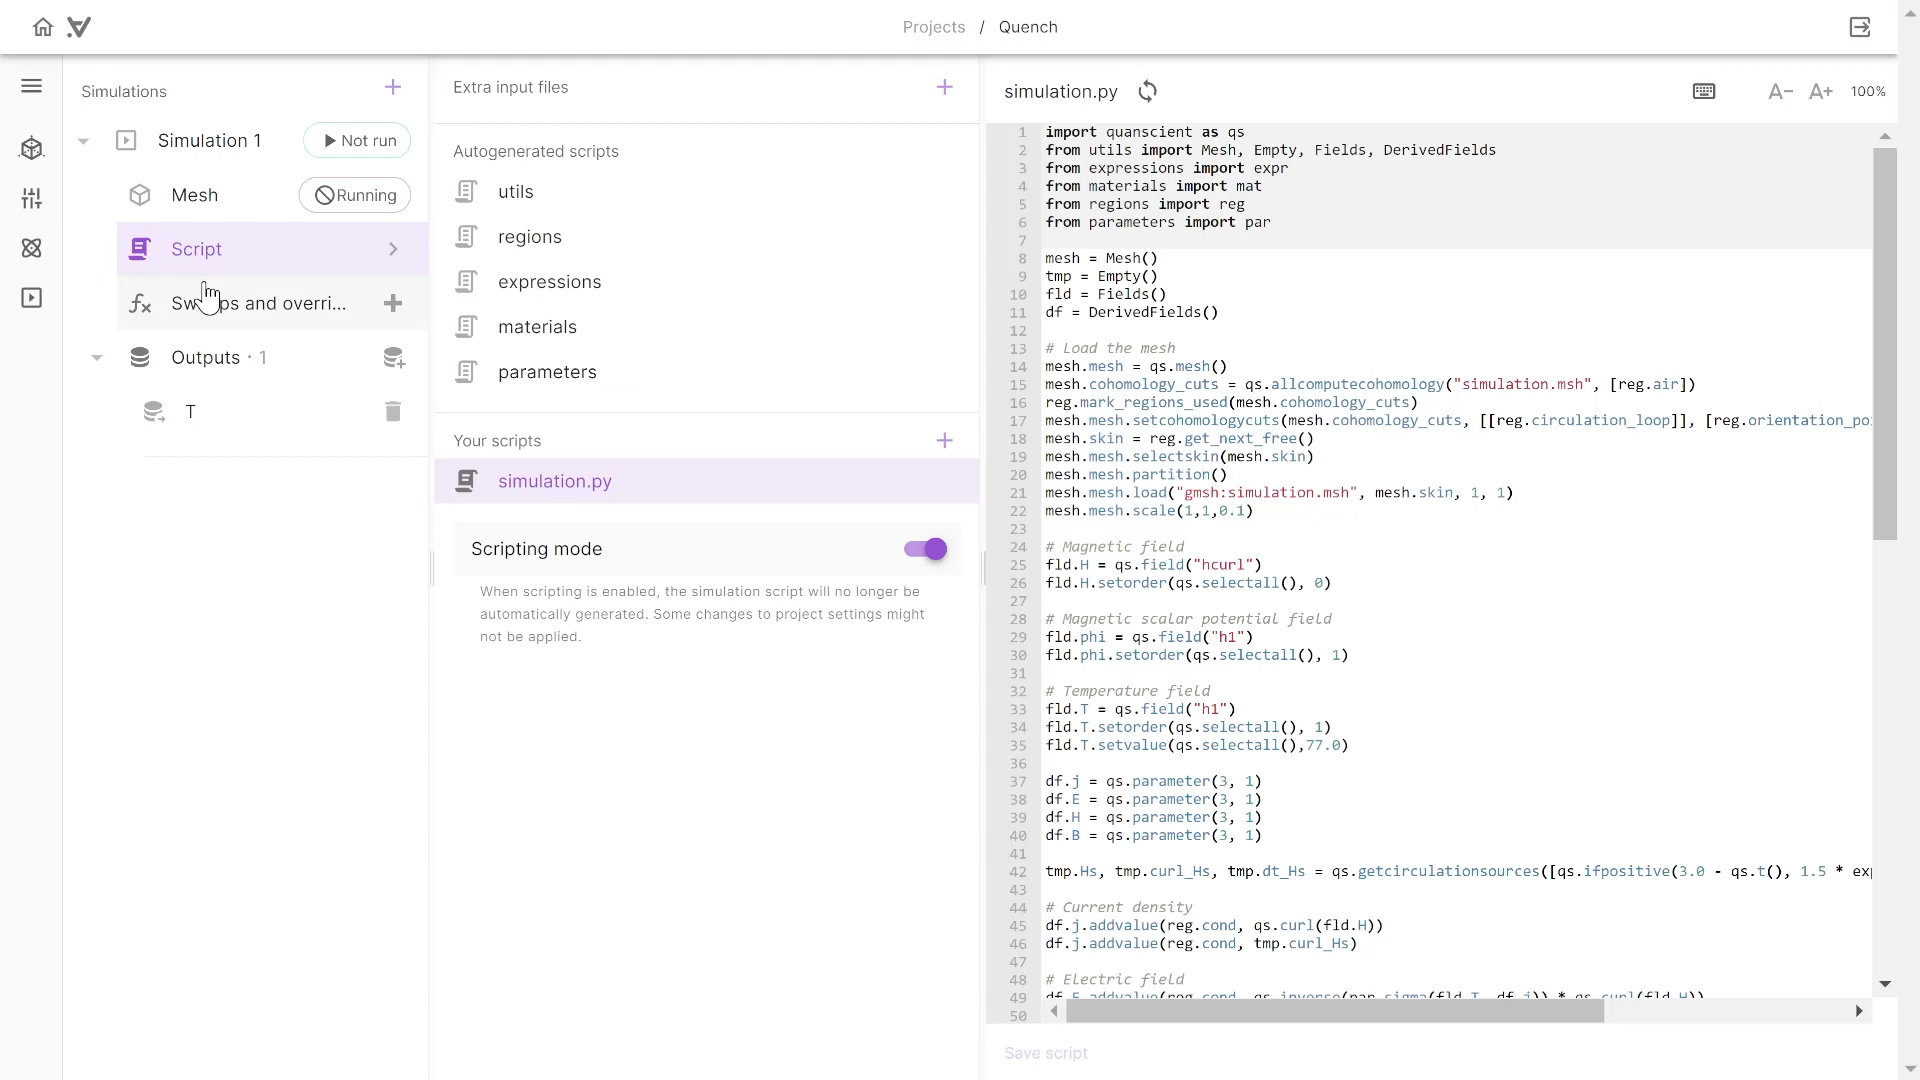 Projects / Quench
Simulations
Simulation 1
Not run
Mesh
Running
Script
Outputs · 1
T
Extra input files
Autogenerated scripts
utils
regions
expressions
materials
parameters
Your scripts
simulation.py
Scripting mode
When scripting is enabled, the simulation script will no longer be
automatically generated. Some changes to project settings might
not be applied.
simulation.py
A− A+ 100%
1 import quanscient as qs
2 from utils import Mesh, Empty, Fields, DerivedFields
3 from expressions import expr
4 from materials import mat
5 from regions import reg
6 from parameters import par
7
8 mesh = Mesh()
9 tmp = Empty()
10 fld = Fields()
11 df = DerivedFields()
12
13 # Load the mesh
14 mesh.mesh = qs.mesh()
15 mesh.cohomology_cuts = qs.allcomputecohomology("simulation.msh", [reg.air])
16 reg.mark_regions_used(mesh.cohomology_cuts)
17 mesh.mesh.setcohomologycuts(mesh.cohomology_cuts, [[reg.circulation_loop]], [reg.orientation_po
18 mesh.skin = reg.get_next_free()
19 mesh.mesh.selectskin(mesh.skin)
20 mesh.mesh.partition()
21 mesh.mesh.load("gmsh:simulation.msh", mesh.skin, 1, 1)
22 mesh.mesh.scale(1,1,0.1)
23
24 # Magnetic field
25 fld.H = qs.field("hcurl")
26 fld.H.setorder(qs.selectall(), 0)
27
28 # Magnetic scalar potential field
29 fld.phi = qs.field("h1")
30 fld.phi.setorder(qs.selectall(), 1)
31
32 # Temperature field
33 fld.T = qs.field("h1")
34 fld.T.setorder(qs.selectall(), 1)
35 fld.T.setvalue(qs.selectall(),77.0)
36
37 df.j = qs.parameter(3, 1)
38 df.E = qs.parameter(3, 1)
39 df.H = qs.parameter(3, 1)
40 df.B = qs.parameter(3, 1)
41
42 tmp.Hs, tmp.curl_Hs, tmp.dt_Hs = qs.getcirculationsources([qs.ifpositive(3.0 - qs.t(), 1.5 * exp
43
44 # Current density
45 df.j.addvalue(reg.cond, qs.curl(fld.H))
46 df.j.addvalue(reg.cond, tmp.curl_Hs)
47
48 # Electric field
49 df.E.addvalue(reg.cond, qs.inverse(par.sigma(fld.T, df.j)) * qs.curl(fld.H))
50
Save script